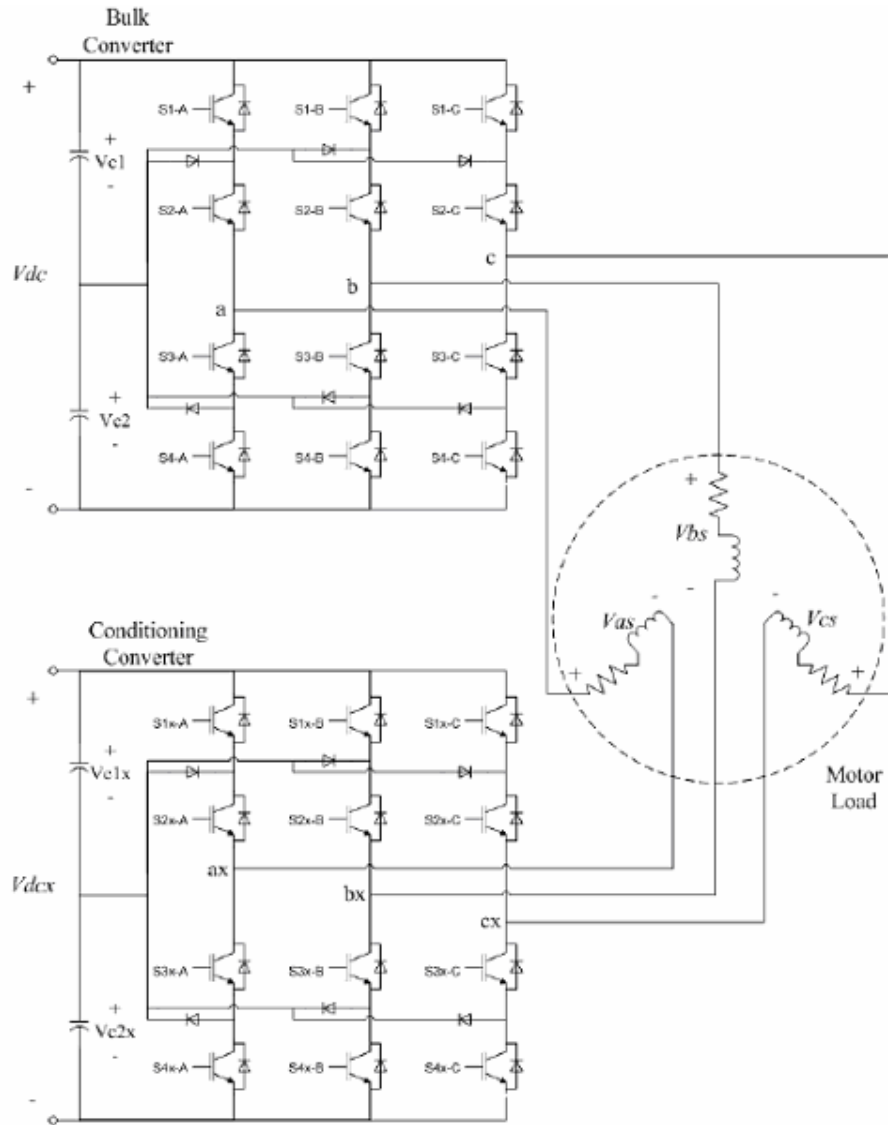 Bulk
Converter
+
S1-A
S1-B
S1-C
+
Vc1
-
S2-A
S2-B
S2-C
c
Vdc
b
a
S3-A
S3-B
S3-C
+
Vc2
-
S4-A
S4-B
S4-C
-
+
Vbs
-
-
-
Vas
Vcs
+
+
Motor
Load
Conditioning
Converter
+
S1x-A
S1x-B
S1x-C
+
Vc1x
-
S2x-A
S2x-B
S2x-C
ax
Vdcx
bx
cx
S3x-A
S3x-B
S3x-C
+
Vc2x
-
S4x-A
S4x-B
S4x-C
-